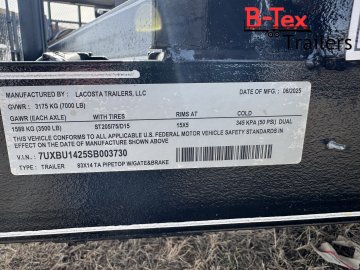 B-Tex
Trailers
MANUFACTURED BY: LACOSTA TRAILERS, LLC DATE OF MFG.: 06/2025
GVWR: 3175 KG (7000 LB)
GAWR (EACH AXLE) WITH TIRES RIMS AT COLD
1588 KG (3500 LB) ST205/75/D15 15X5 345 KPA (50 PSI) DUAL
THIS VEHICLE CONFORMS TO ALL APPLICABLE U.S. FEDERAL MOTOR VEHICLE SAFETY STANDARDS IN
EFFECT ON THE DATE OF MANUFACTURE SHOWN ABOVE.
V.I.N.: 7UXBU1425SB003730
TYPE: TRAILER 83X14 TA PIPETOP W/GATE&BRAKE